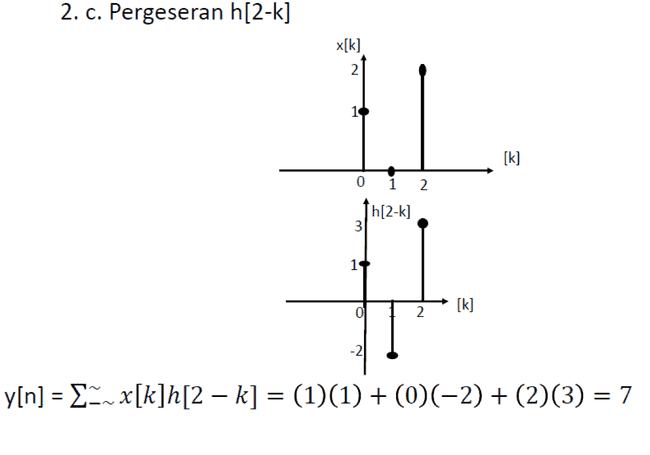 2. c. Pergeseran h[2-k]
x[k]
2
1
[k]
0 1 2
h[2-k]
3
1
[k]
0 1 2
-2
y[n] = ∑_{-~}^{~} x[k]h[2 − k] = (1)(1) + (0)(−2) + (2)(3) = 7